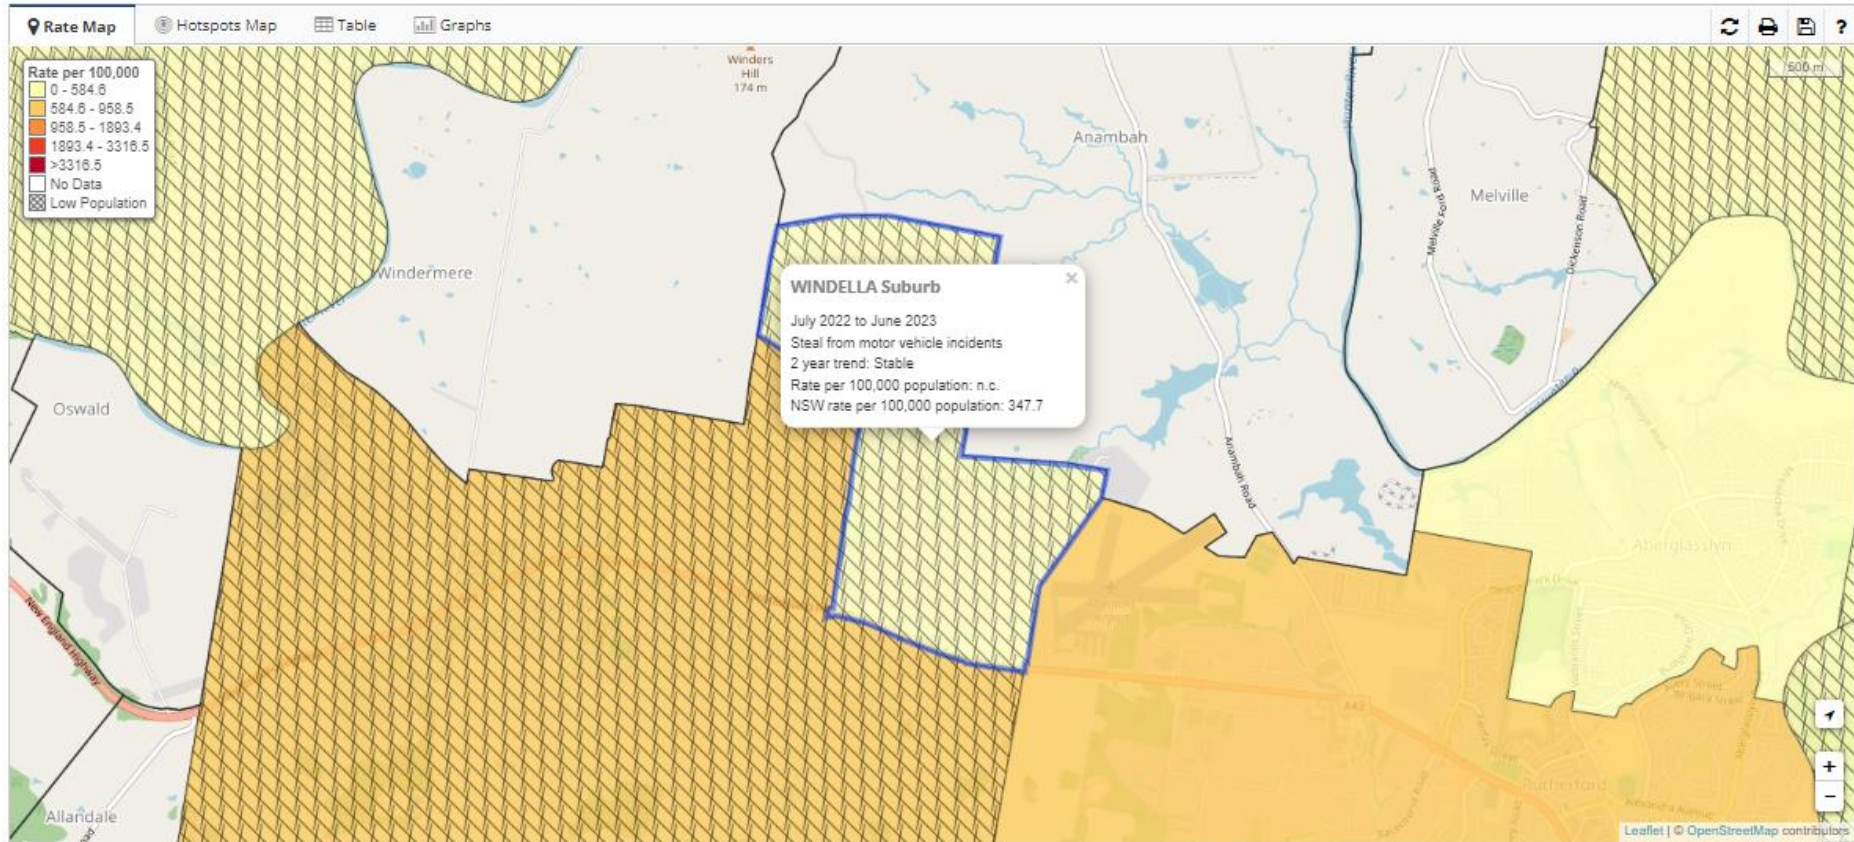 Rate Map
Hotspots Map
Table
Graphs
?
Rate per 100,000
0 - 584.6
584.6 - 958.5
958.5 - 1893.4
1893.4 - 3316.5
>3316.5
No Data
Low Population
Winders
Hill
174 m
500 m
Anambah
Melville
Hunter River
Melville Ford Road
Dickenson Road
Windermere
WINDELLA Suburb
×
July 2022 to June 2023
Steal from motor vehicle incidents
2 year trend: Stable
Rate per 100,000 population: n.c.
NSW rate per 100,000 population: 347.7
Oswald
Anambah Road
Aberglasslyn
New England Highway
A43
Rutherford
Alexandra Avenue
Allandale
+
−
Leaflet | © OpenStreetMap contributors